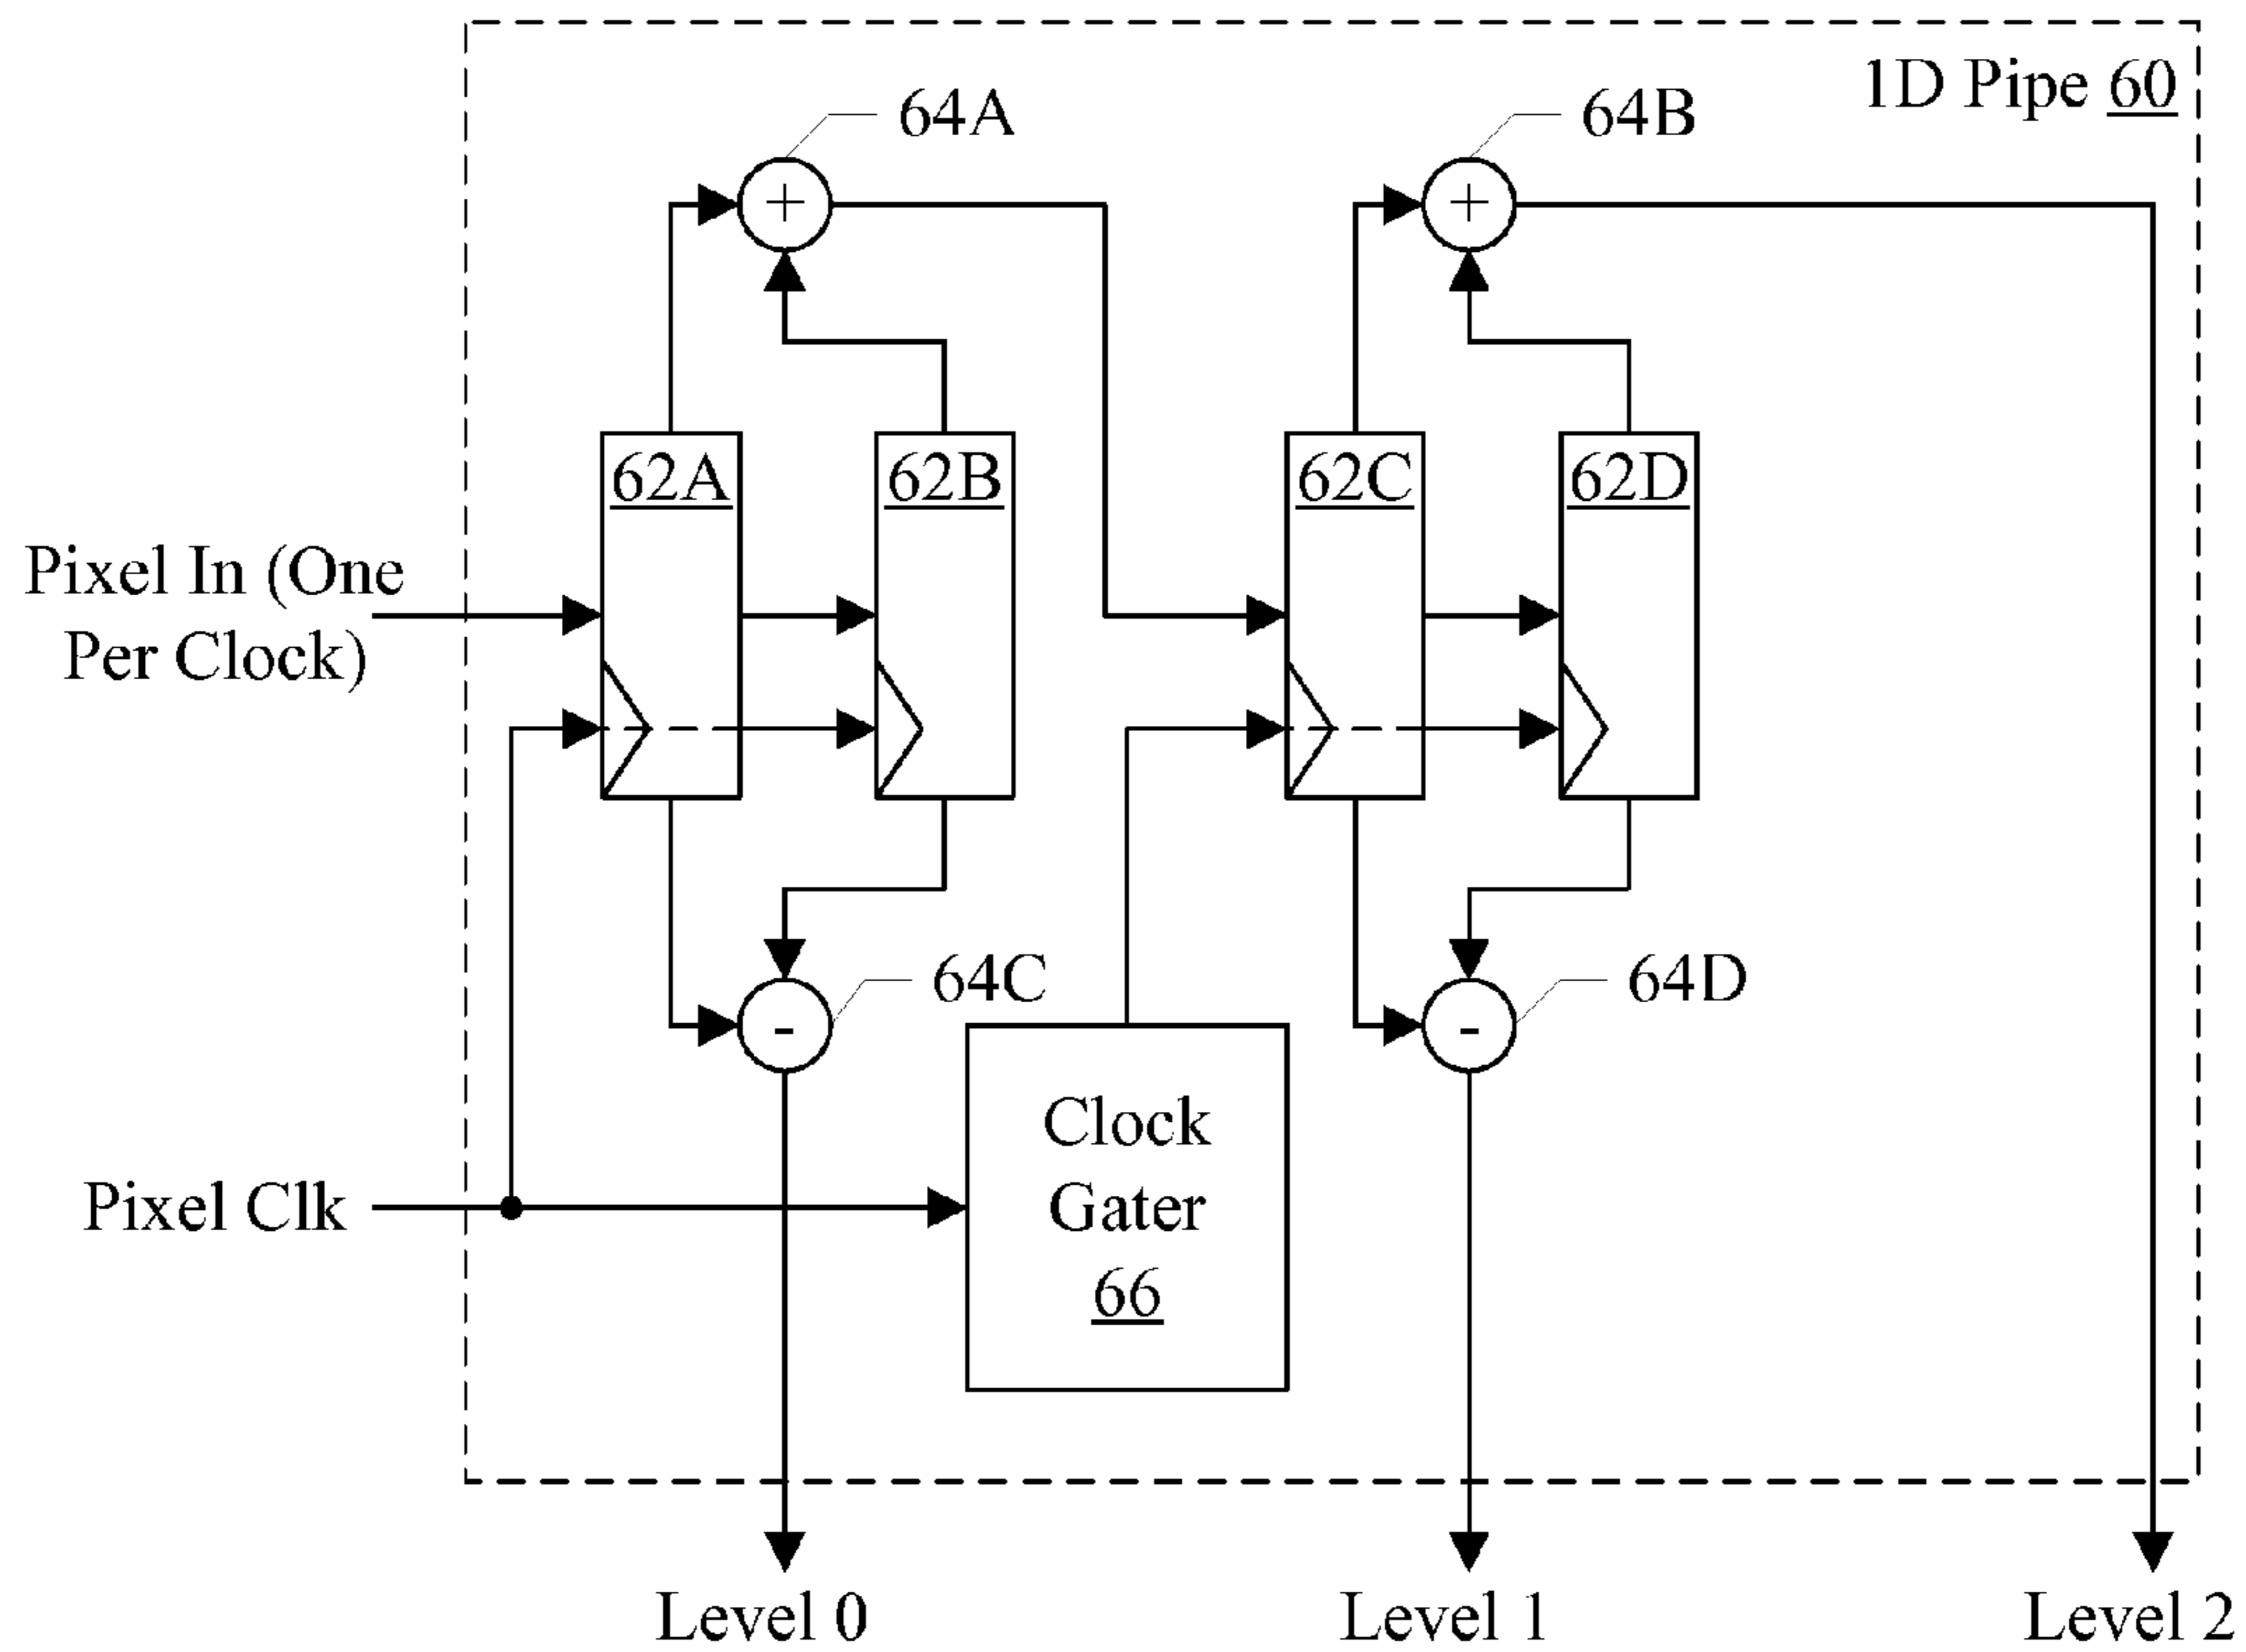 1D Pipe 60
64A
64B
+
+
62A
62B
62C
62D
Pixel In (One
Per Clock)
64C
64D
-
-
Clock
Gater
66
Pixel Clk
Level 0
Level 1
Level 2